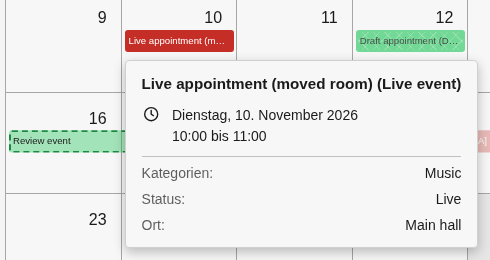 9 10 11 12
Live appointment (m... Draft appointment (D...
Live appointment (moved room) (Live event)
Dienstag, 10. November 2026
10:00 bis 11:00
16
Review event A]
Kategorien: Music
Status: Live
Ort: Main hall
23